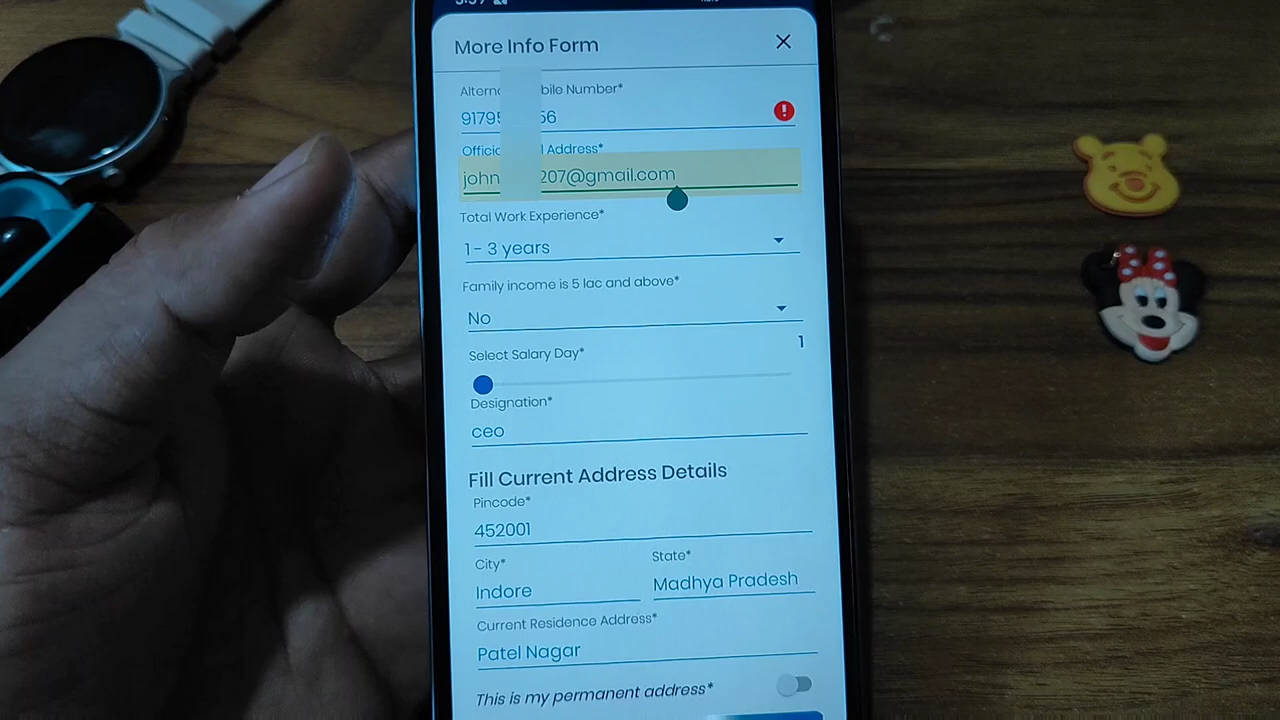 More Info Form
Altern bile Number*
9179 56
Offici l Address*
john 207@gmail.com
Total Work Experience*
1 - 3 years
Family income is 5 lac and above*
No
Select Salary Day*
1
Designation*
ceo
Fill Current Address Details
Pincode*
452001
City* State*
Indore Madhya Pradesh
Current Residence Address*
Patel Nagar
This is my permanent address*